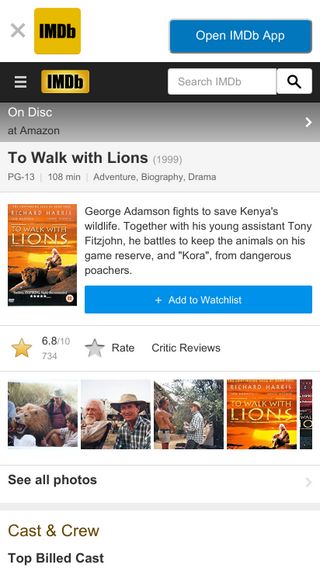 IMDb
Open IMDb App
IMDb
Search IMDb
On Disc
at Amazon
To Walk with Lions (1999)
PG-13 | 108 min | Adventure, Biography, Drama
RICHARD HARRIS
TO WALK WITH
LIONS
George Adamson fights to save Kenya's
wildlife. Together with his young assistant Tony
Fitzjohn, he battles to keep the animals on his
game reserve, and "Kora", from dangerous
poachers.
+ Add to Watchlist
6.8/10
734
Rate
Critic Reviews
RICHARD HARRIS
TO WALK WITH
LIONS
See all photos
Cast & Crew
Top Billed Cast